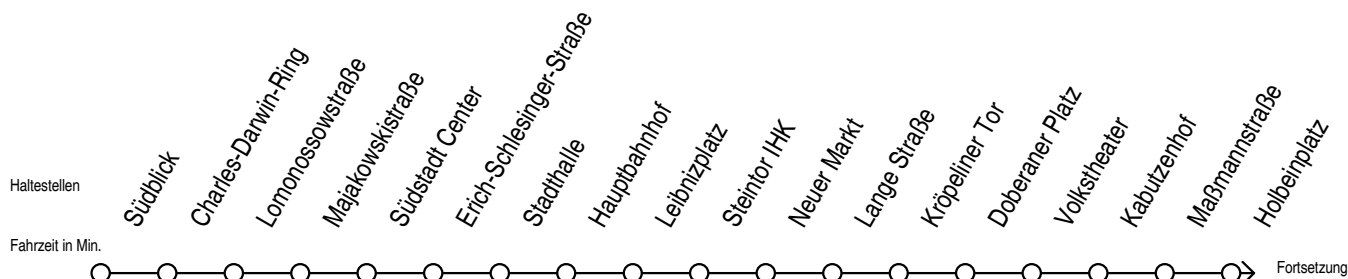 Haltestellen
Südblick
Charles-Darwin-Ring
Lomonossowstraße
Majakowskistraße
Südstadt Center
Erich-Schlesinger-Straße
Stadthalle
Hauptbahnhof
Leibnizplatz
Steintor IHK
Neuer Markt
Lange Straße
Kröpeliner Tor
Doberaner Platz
Volkstheater
Kabutzenhof
Maßmannstraße
Holbeinplatz
Fahrzeit in Min.
Fortsetzung